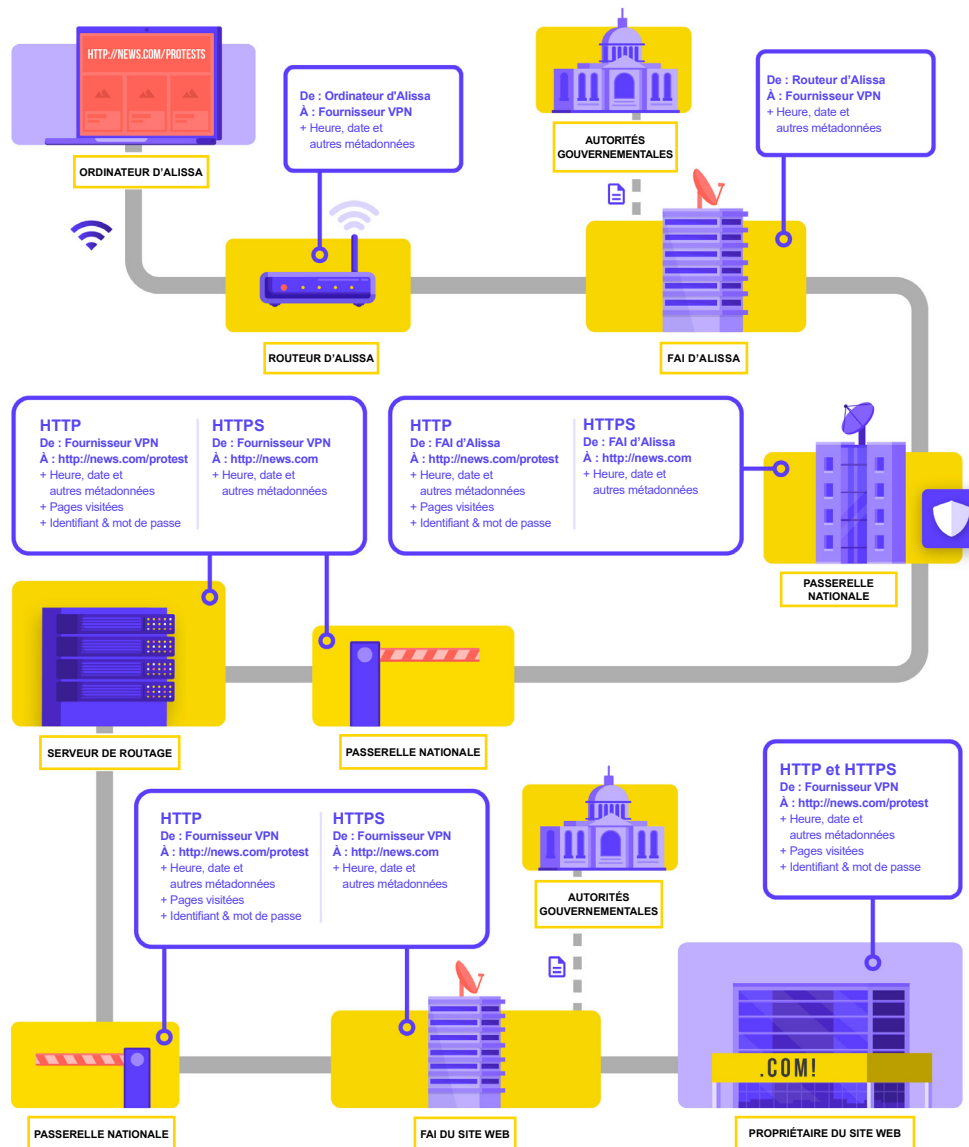 HTTP://NEWS.COM/PROTESTS
ORDINATEUR D'ALISSA
De : Ordinateur d'Alissa
À : Fournisseur VPN
+ Heure, date et
autres métadonnées
ROUTEUR D'ALISSA
AUTORITÉS
GOUVERNEMENTALES
De : Routeur d'Alissa
À : Fournisseur VPN
+ Heure, date et
autres métadonnées
FAI D'ALISSA
HTTP
De : Fournisseur VPN
À : http://news.com/protest
+ Heure, date et
autres métadonnées
+ Pages visitées
+ Identifiant & mot de passe
HTTPS
De : Fournisseur VPN
À : http://news.com
+ Heure, date et
autres métadonnées
HTTP
De : FAI d'Alissa
À : http://news.com/protest
+ Heure, date et
autres métadonnées
+ Pages visitées
+ Identifiant & mot de passe
HTTPS
De : FAI d'Alissa
À : http://news.com
+ Heure, date et
autres métadonnées
PASSERELLE
NATIONALE
SERVEUR DE ROUTAGE
PASSERELLE NATIONALE
HTTP
De : Fournisseur VPN
À : http://news.com/protest
+ Heure, date et
autres métadonnées
+ Pages visitées
+ Identifiant & mot de passe
HTTPS
De : Fournisseur VPN
À : http://news.com
+ Heure, date et
autres métadonnées
AUTORITÉS
GOUVERNEMENTALES
HTTP et HTTPS
De : Fournisseur VPN
À : http://news.com/protest
+ Heure, date et
autres métadonnées
+ Pages visitées
+ Identifiant & mot de passe
.COM!
PASSERELLE NATIONALE
FAI DU SITE WEB
PROPRIÉTAIRE DU SITE WEB